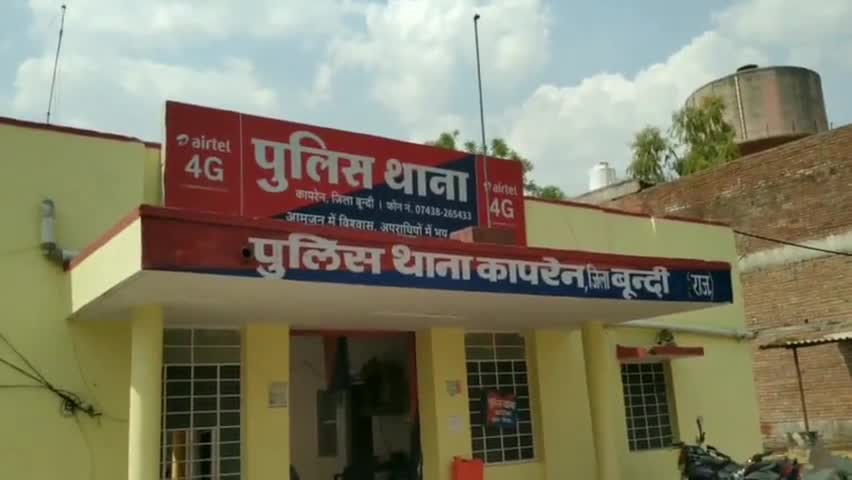 airtel
4G
पुलिस थाना
कापरेन, जिला बून्दी । फोन नं. 07438-265433
आमजन में विश्वास, अपराधियों में भय
airtel
4G
पुलिस थाना कापरेन, जिला बून्दी (राज.)